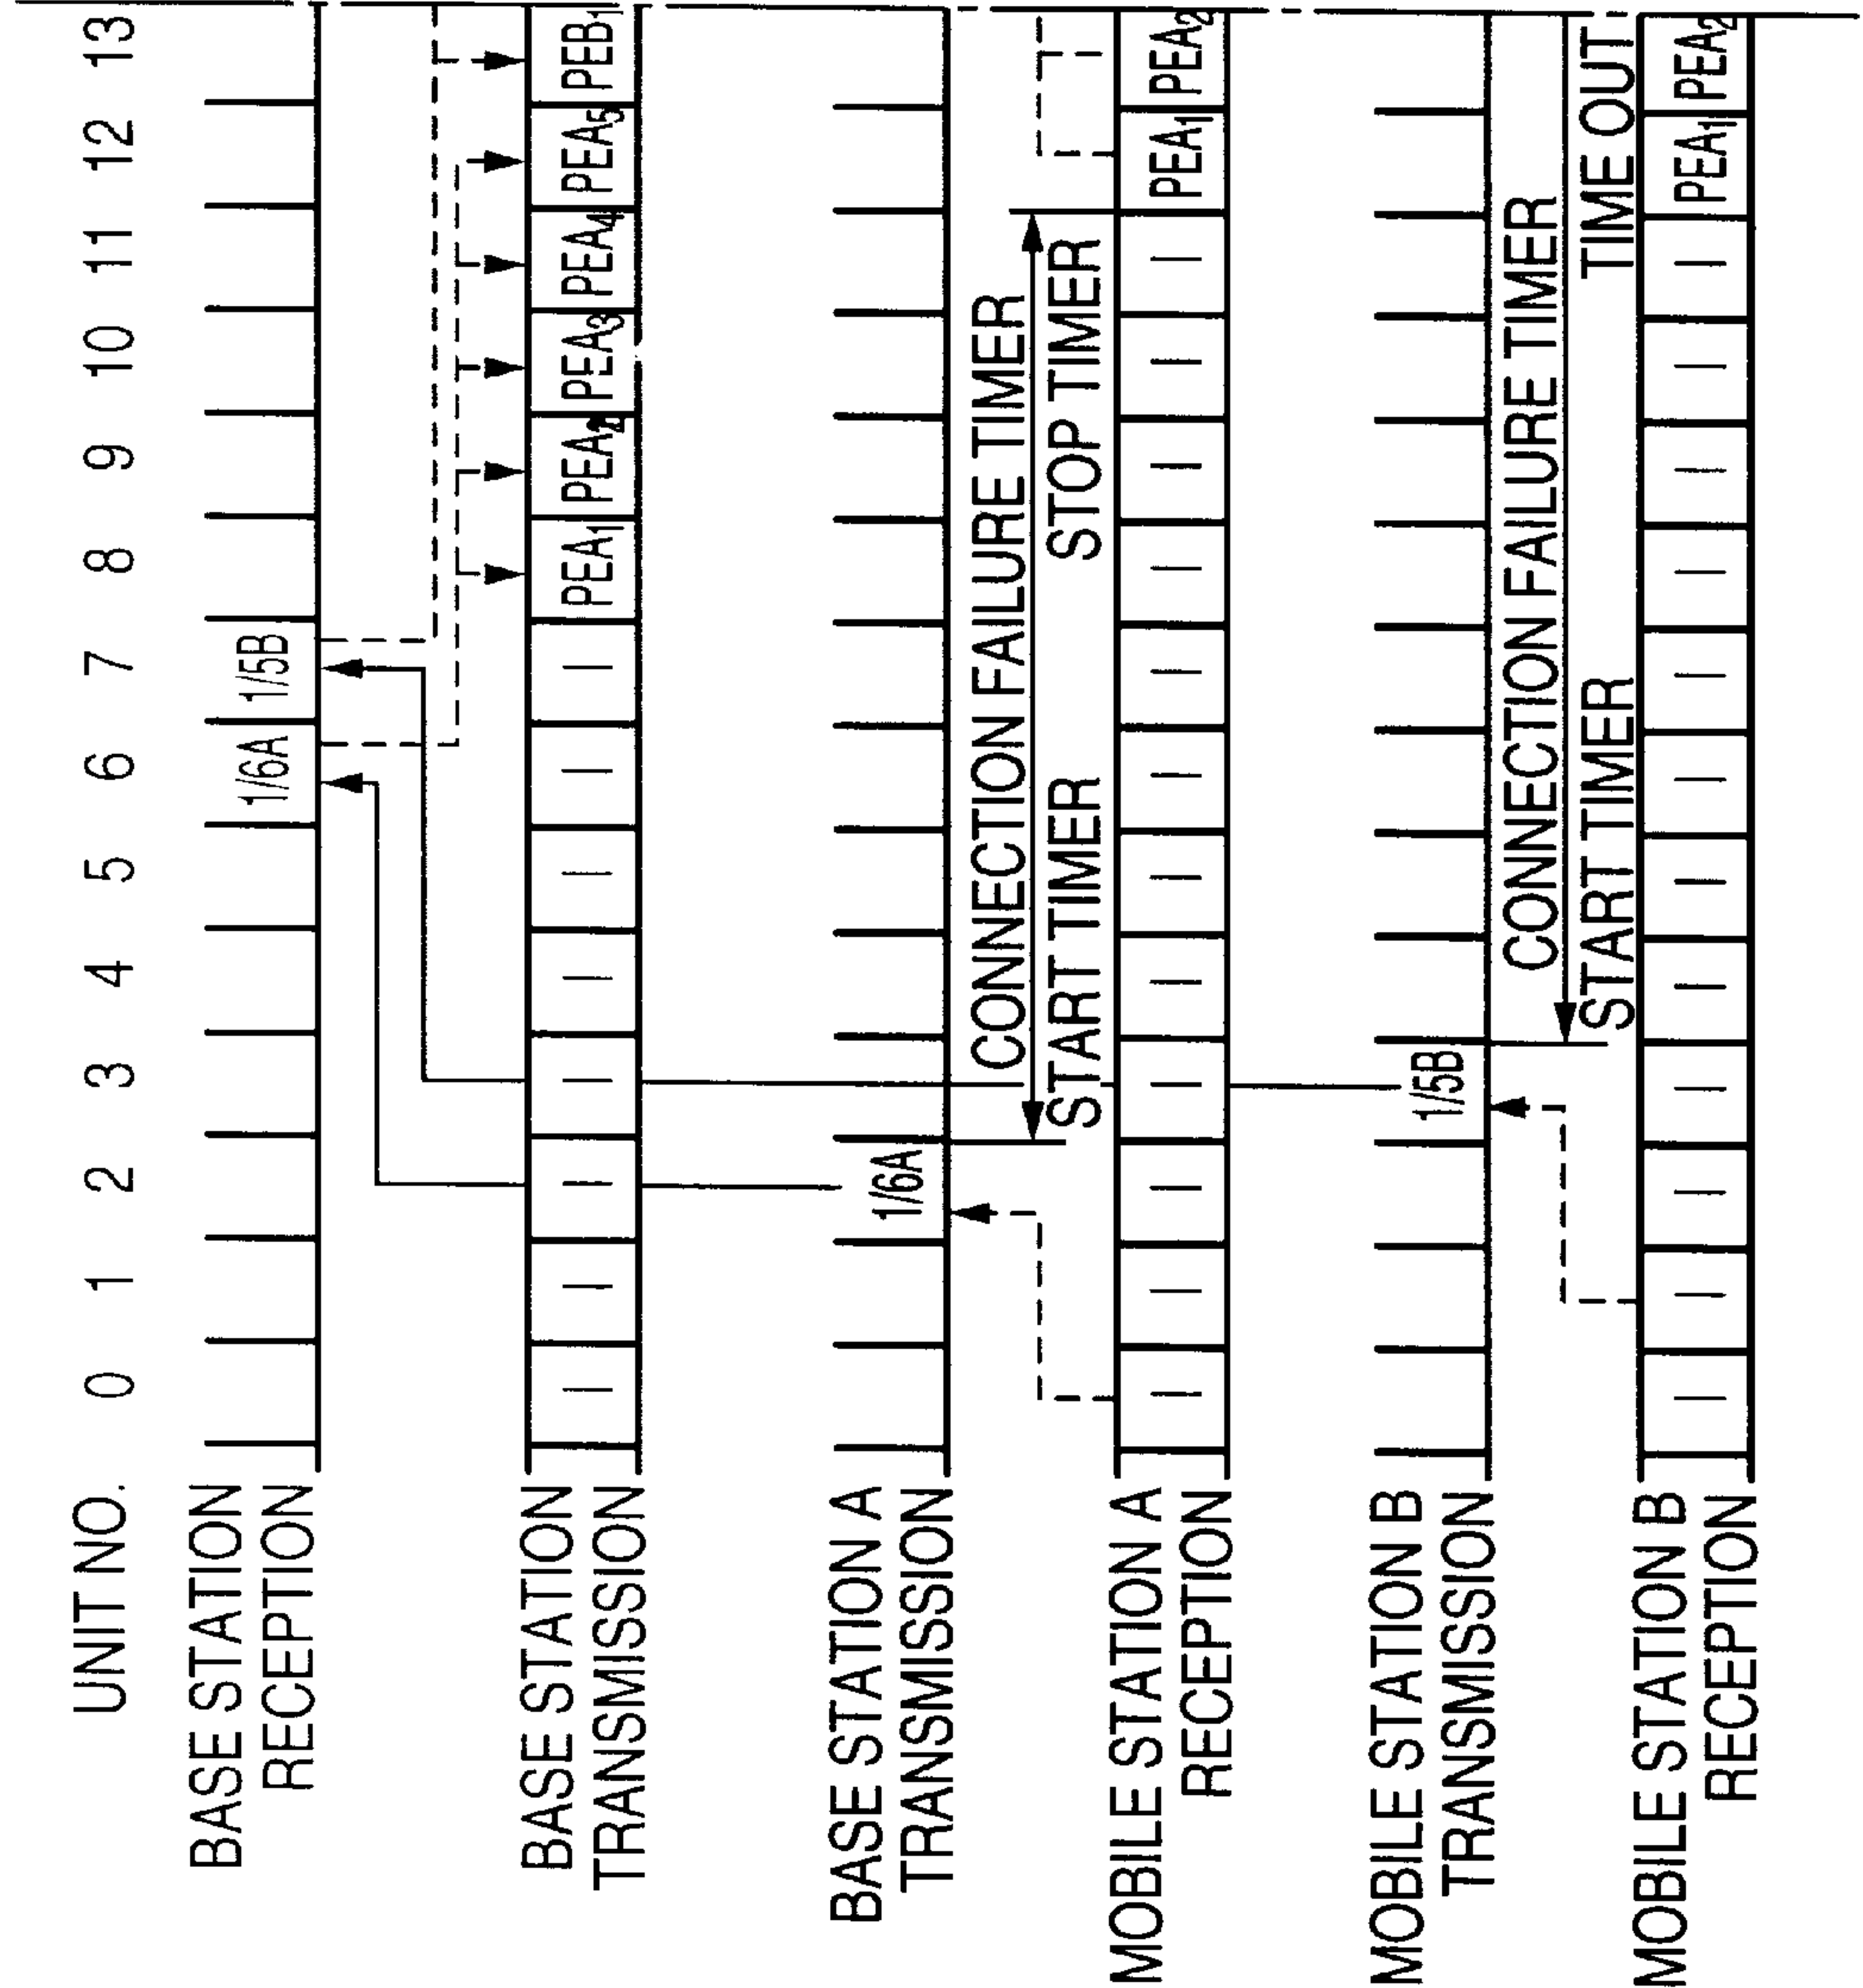 UNIT NO. 0 1 2 3 4 5 6 7 8 9 10 11 12 13
BASE STATION
RECEPTION
1/6A 1/5B
BASE STATION
TRANSMISSION
I I I I I I I I PEA₁ PEA₂ PEA₃ PEA₄ PEA₅ PEB₁
BASE STATION A
TRANSMISSION
1/6A
CONNECTION FAILURE TIMER
START TIMER STOP TIMER
MOBILE STATION A
RECEPTION
I I I I I I I I I I I I PEA₁ PEA₂
MOBILE STATION B
TRANSMISSION
1/5B
CONNECTION FAILURE TIMER
START TIMER TIME OUT
MOBILE STATION B
RECEPTION
I I I I I I I I I I I I PEA₁ PEA₂